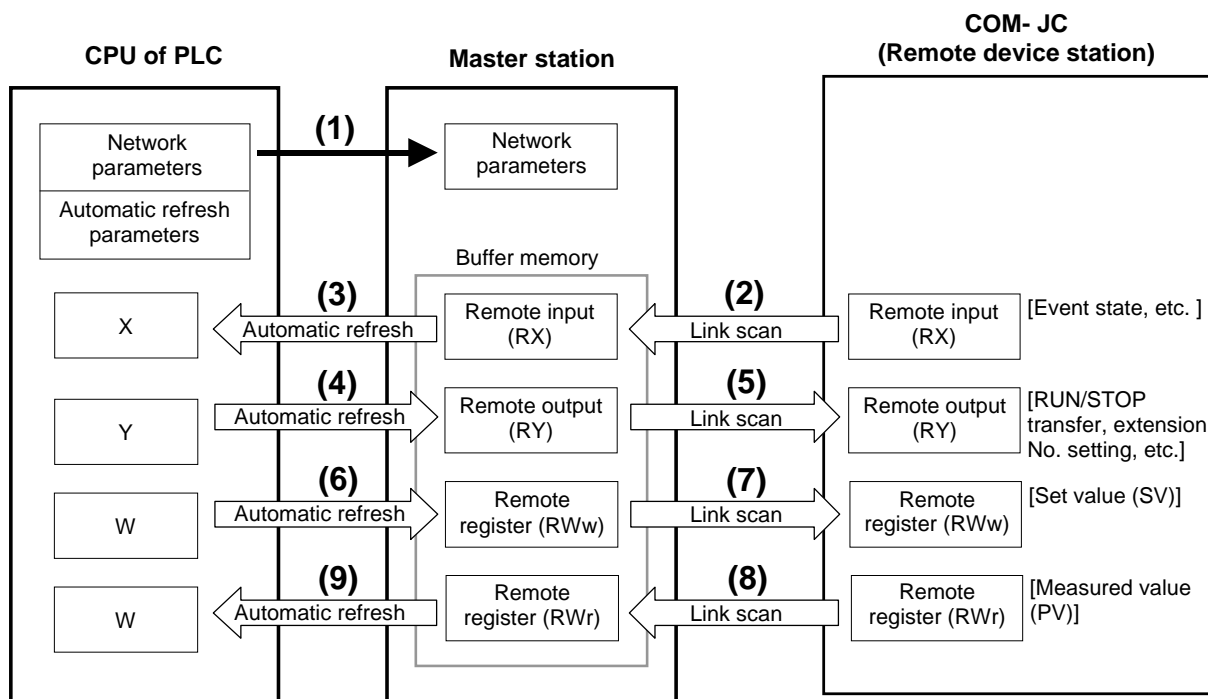 CPU of PLC
Master station
COM- JC
(Remote device station)
Network
parameters
Automatic refresh
parameters
(1)
Network
parameters
Buffer memory
X
(3)
Automatic refresh
Remote input
(RX)
(2)
Link scan
Remote input
(RX)
[Event state, etc. ]
Y
(4)
Automatic refresh
Remote output
(RY)
(5)
Link scan
Remote output
(RY)
[RUN/STOP
transfer, extension
No. setting, etc.]
W
(6)
Automatic refresh
Remote
register (RWw)
(7)
Link scan
Remote
register (RWw)
[Set value (SV)]
W
(9)
Automatic refresh
Remote
register (RWr)
(8)
Link scan
Remote
register (RWr)
[Measured value
(PV)]